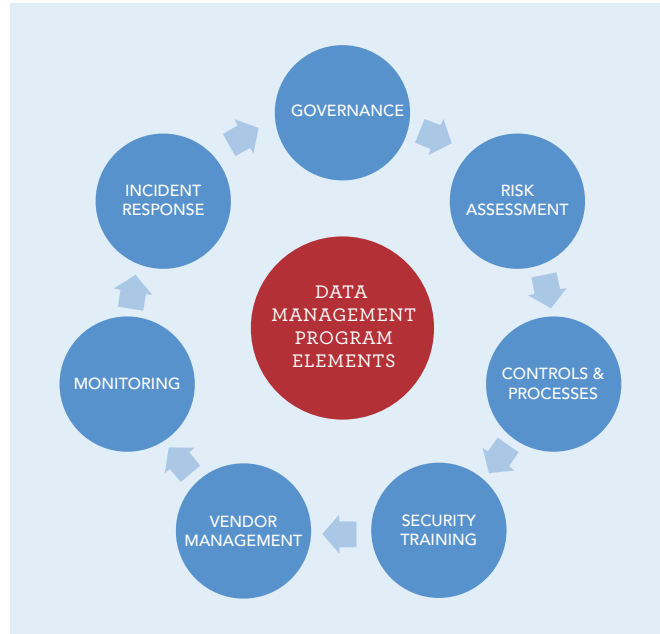 GOVERNANCE
RISK
ASSESSMENT
CONTROLS &
PROCESSES
SECURITY
TRAINING
VENDOR
MANAGEMENT
MONITORING
INCIDENT
RESPONSE
DATA
MANAGEMENT
PROGRAM
ELEMENTS